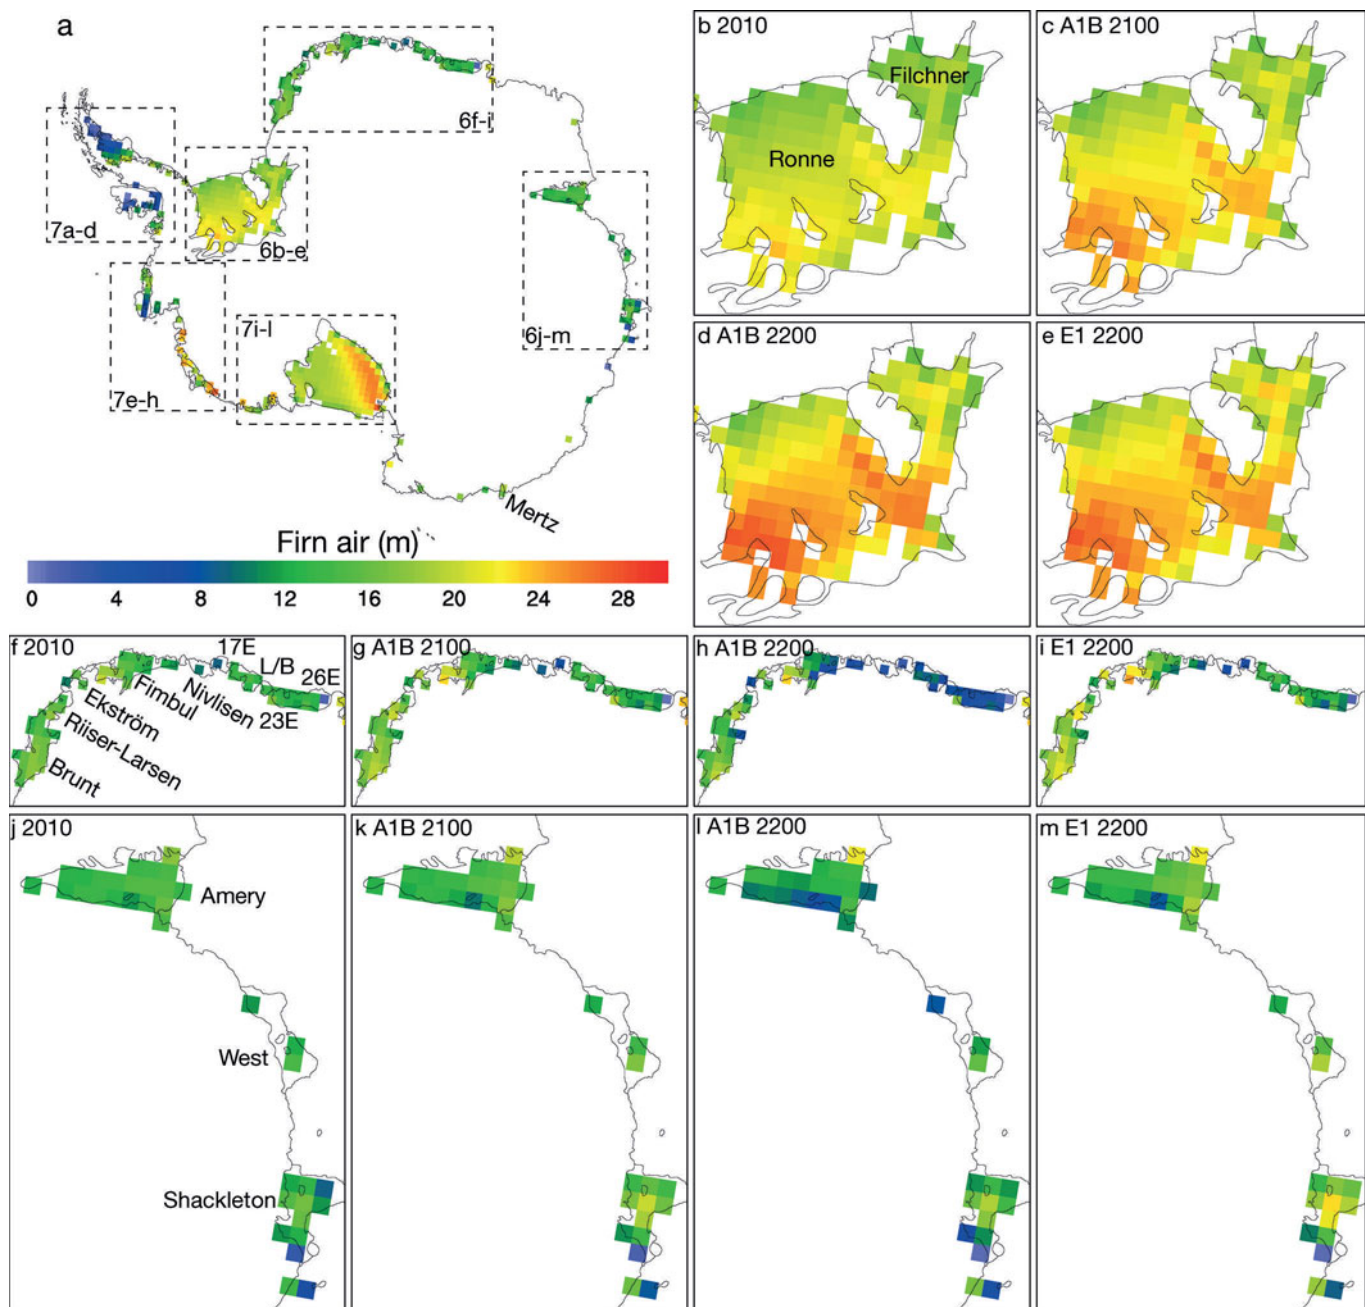 a
6f-i
7a-d
6b-e
7i-l
7e-h
6j-m
Mertz
Firn air (m)
0 4 8 12 16 20 24 28
b 2010
Filchner
Ronne
c A1B 2100
d A1B 2200
e E1 2200
f 2010
17E
L/B
26E
Nivlisen 23E
Fimbul
Ekström
Riiser-Larsen
Brunt
g A1B 2100
h A1B 2200
i E1 2200
j 2010
Amery
West
Shackleton
k A1B 2100
l A1B 2200
m E1 2200